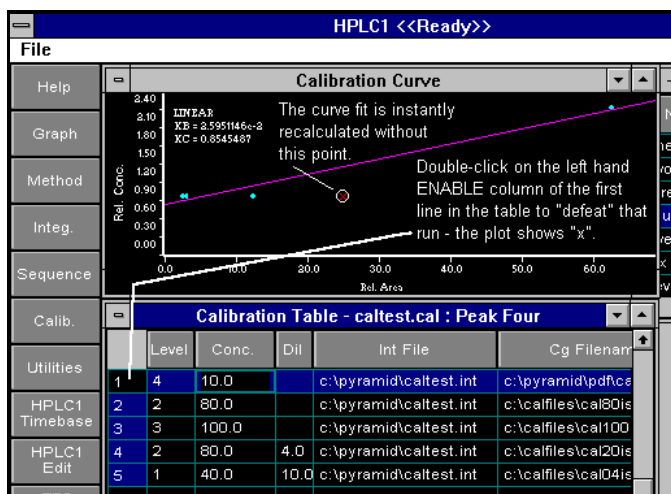 HPLC1 <<Ready>>
File
Help
Graph
Method
Integ.
Sequence
Calib.
Utilities
HPLC1
Timebase
HPLC1
Edit
Calibration Curve
Rel. Conc.
2.40
2.10
1.80
1.50
1.20
0.90
0.60
0.30
0.00
LINEAR
KB = 2.5951146e-2
KC = 0.8545487
The curve fit is instantly
recalculated without
this point.
Double-click on the left hand
ENABLE column of the first
line in the table to "defeat" that
run - the plot shows "x".
0.0 10.0 20.0 30.0 40.0 50.0 60.0
Rel. Area
Calibration Table - caltest.cal : Peak Four
Level Conc. Dil Int File Cg Filenam
1 4 10.0 c:\pyramid\caltest.int c:\pyramid\pdf\ca
2 2 80.0 c:\pyramid\caltest.int c:\calfiles\cal80is
3 3 100.0 c:\pyramid\caltest.int c:\calfiles\cal100
4 2 80.0 4.0 c:\pyramid\caltest.int c:\calfiles\cal20is
5 1 40.0 10.0 c:\pyramid\caltest.int c:\calfiles\cal04is